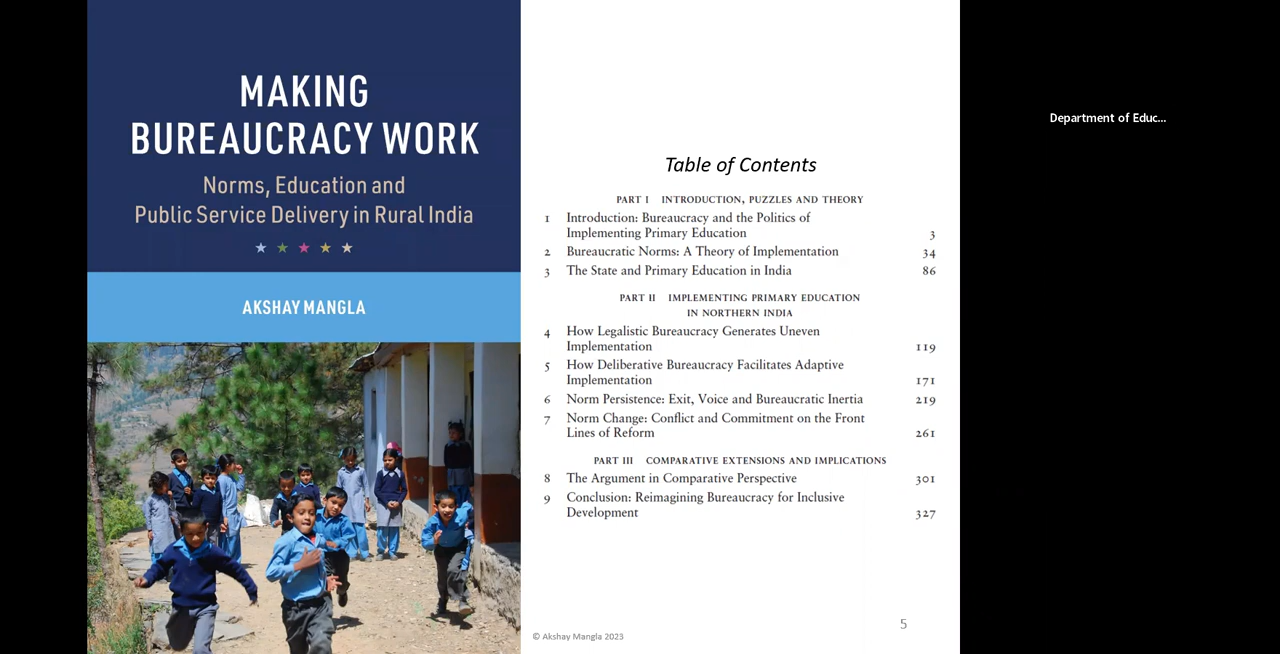 MAKING
BUREAUCRACY WORK
Norms, Education and
Public Service Delivery in Rural India
AKSHAY MANGLA
Table of Contents
PART I INTRODUCTION, PUZZLES AND THEORY
1 Introduction: Bureaucracy and the Politics of
Implementing Primary Education 3
2 Bureaucratic Norms: A Theory of Implementation 34
3 The State and Primary Education in India 86
PART II IMPLEMENTING PRIMARY EDUCATION
IN NORTHERN INDIA
4 How Legalistic Bureaucracy Generates Uneven
Implementation 119
5 How Deliberative Bureaucracy Facilitates Adaptive
Implementation 171
6 Norm Persistence: Exit, Voice and Bureaucratic Inertia 219
7 Norm Change: Conflict and Commitment on the Front
Lines of Reform 261
PART III COMPARATIVE EXTENSIONS AND IMPLICATIONS
8 The Argument in Comparative Perspective 301
9 Conclusion: Reimagining Bureaucracy for Inclusive
Development 327
© Akshay Mangla 2023
5
Department of Educ...